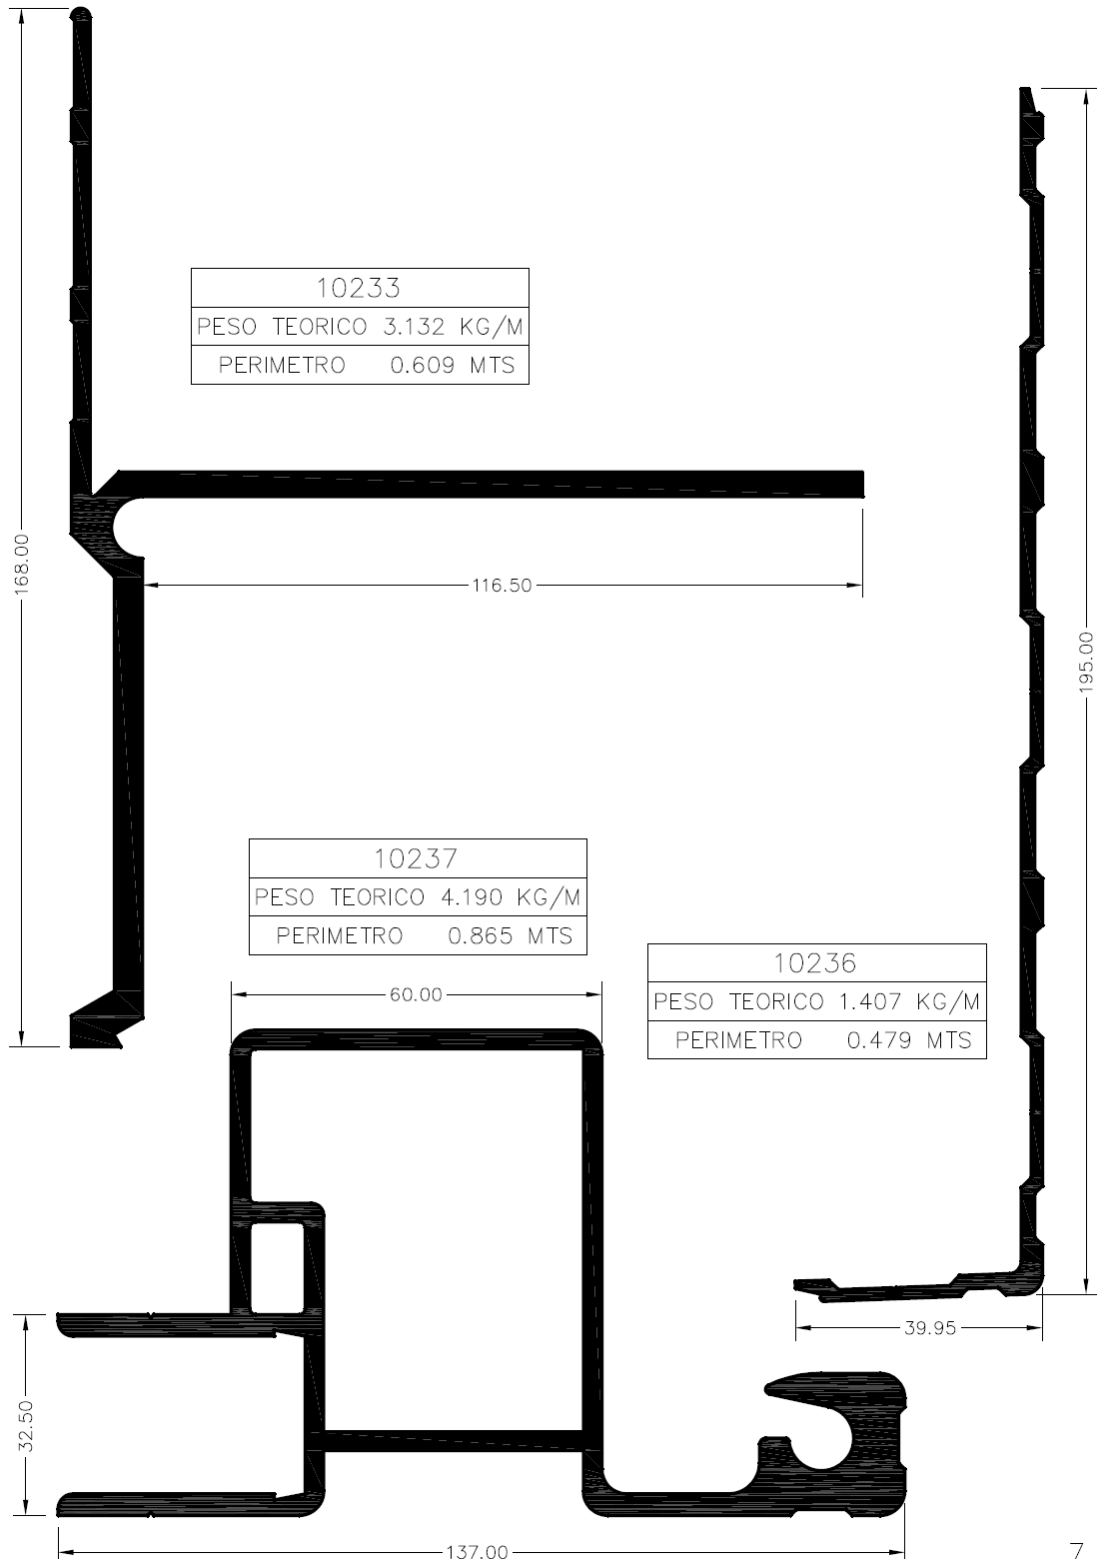 168.00
10233
PESO TEORICO 3.132 KG/M
PERIMETRO 0.609 MTS
116.50
195.00
10237
PESO TEORICO 4.190 KG/M
PERIMETRO 0.865 MTS
60.00
10236
PESO TEORICO 1.407 KG/M
PERIMETRO 0.479 MTS
39.95
32.50
137.00
7